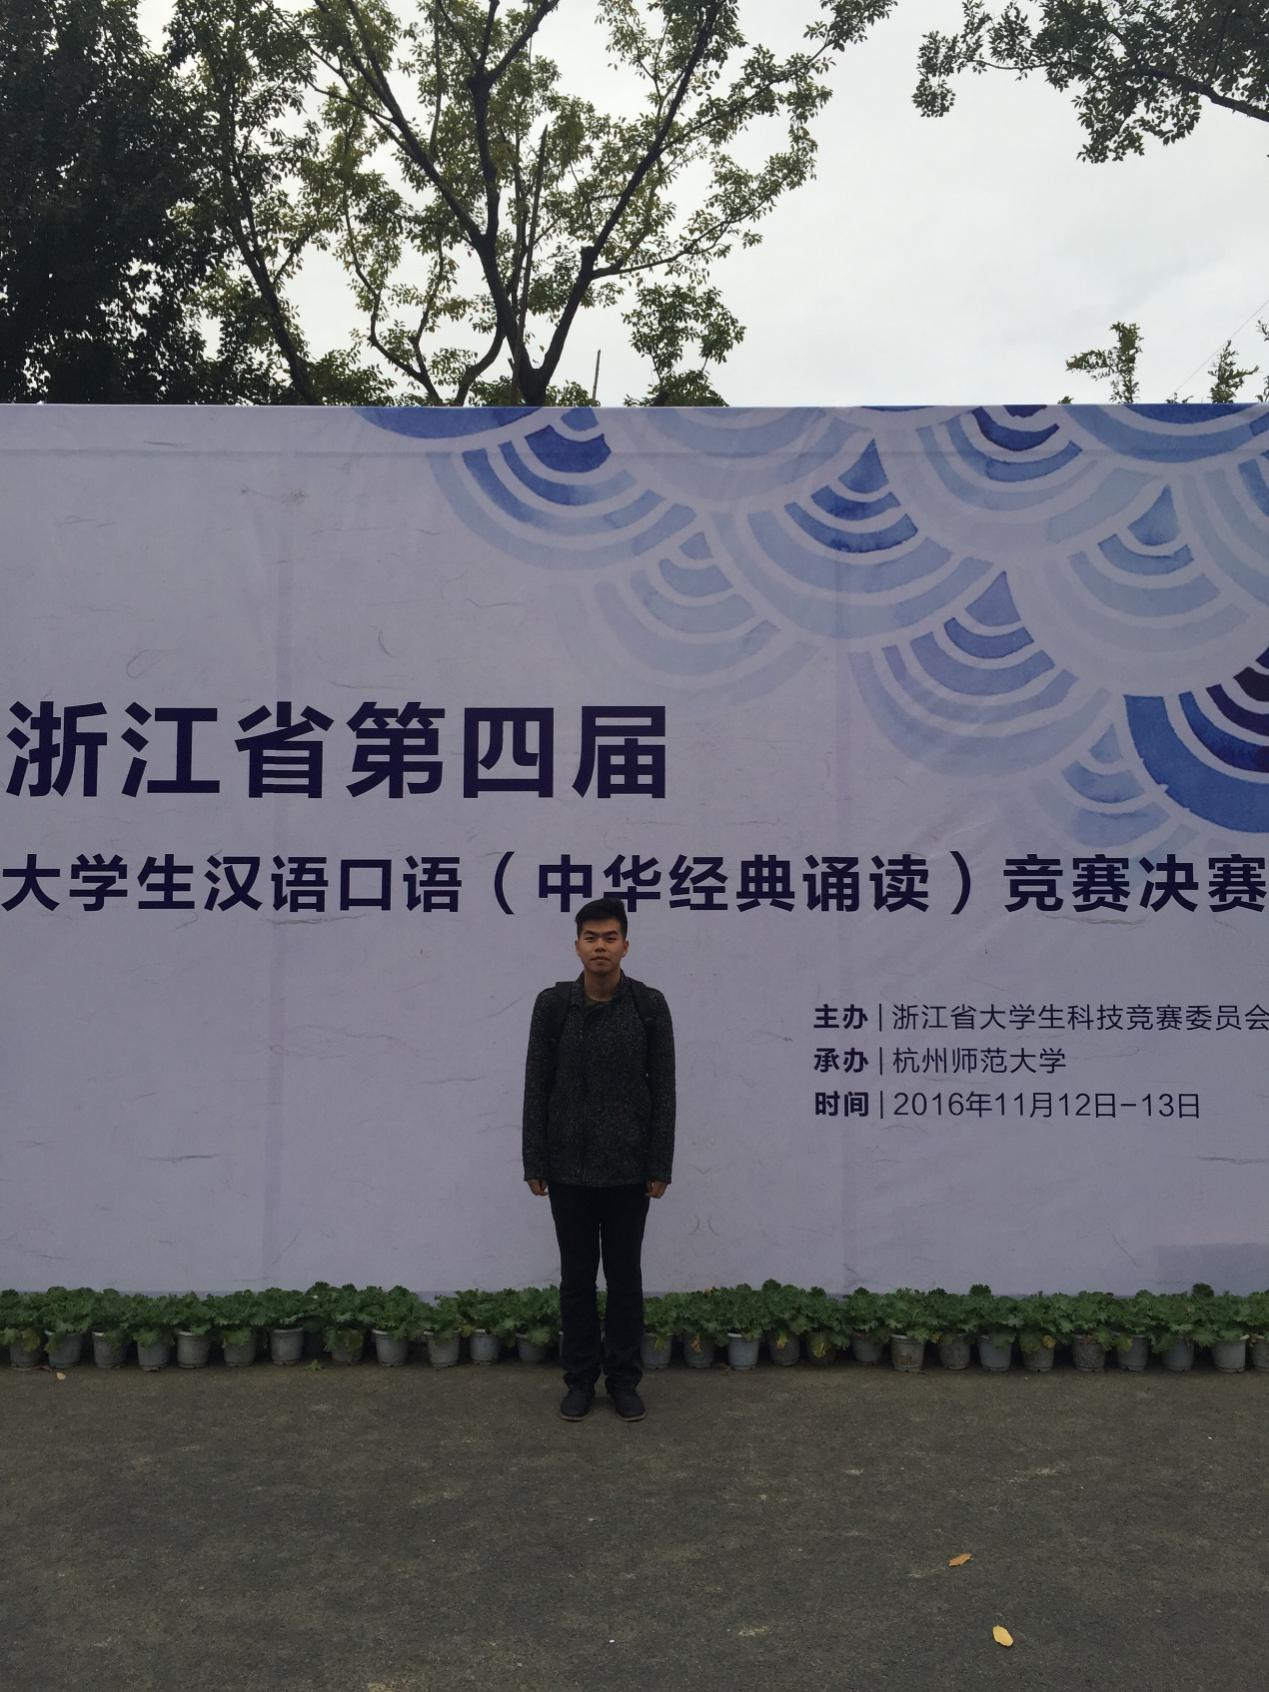 浙江省第四届
大学生汉语口语（中华经典诵读）竞赛决赛
主办|浙江省大学生科技竞赛委员会
承办|杭州师范大学
时间|2016年11月12日-13日